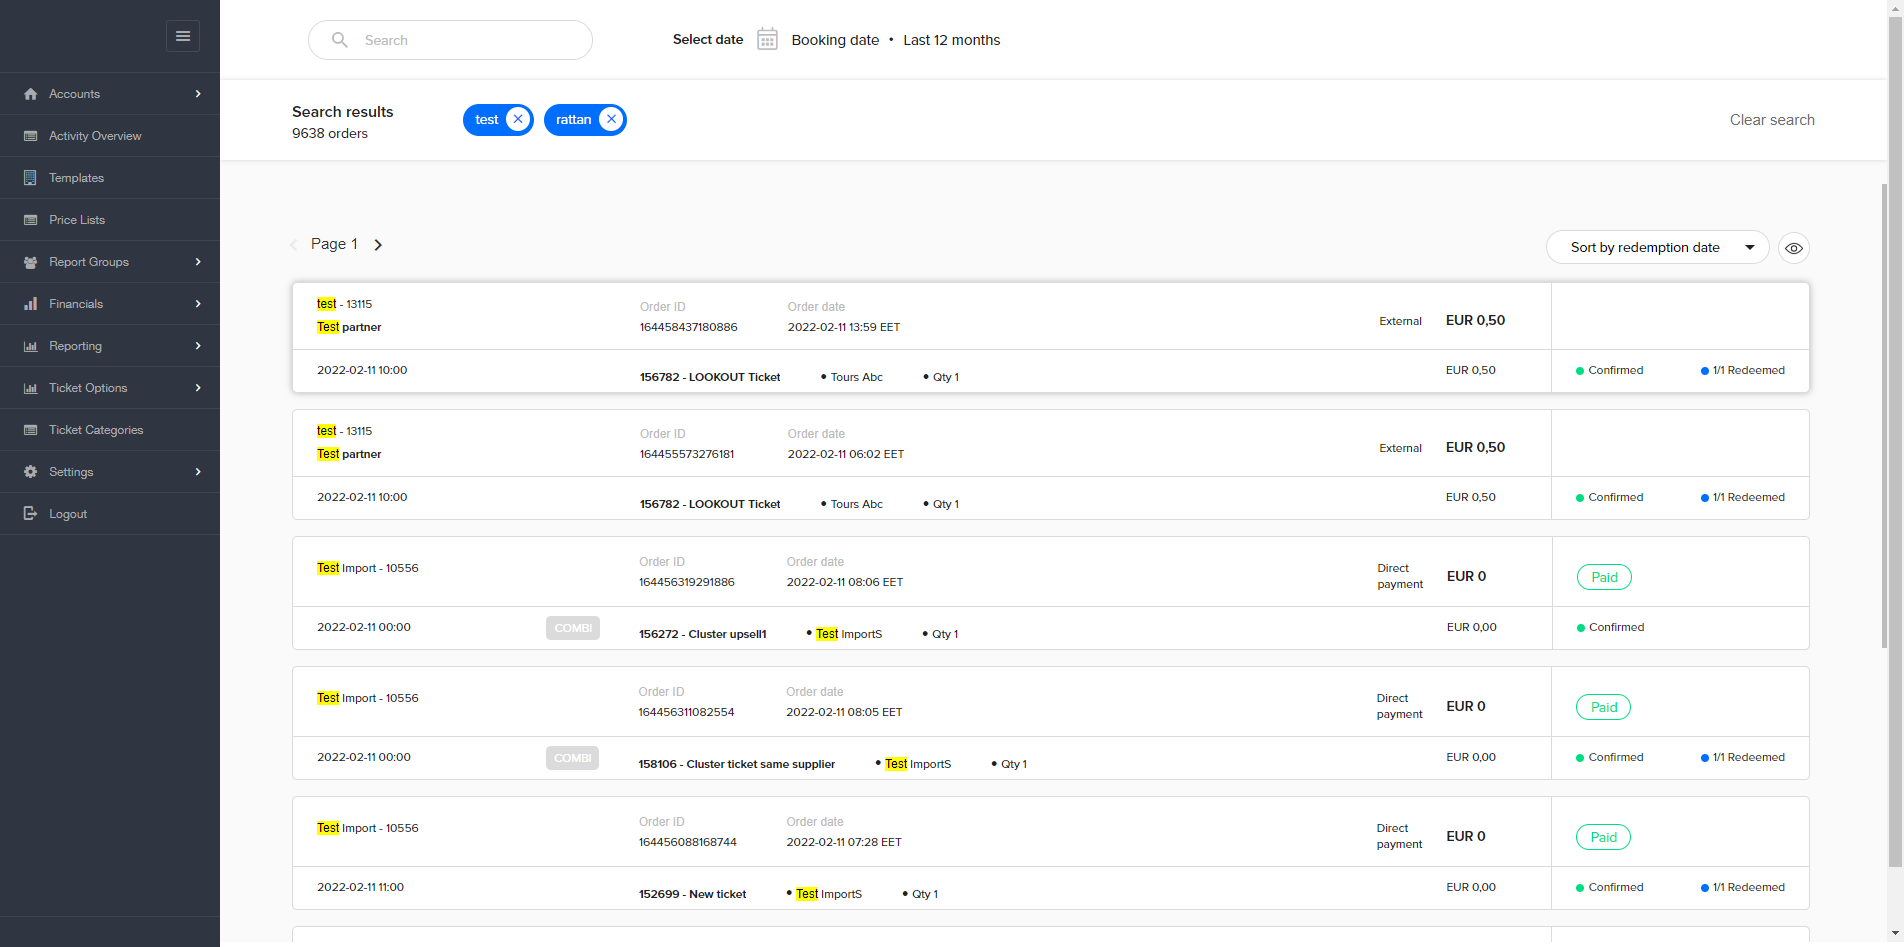 Search
Select date Booking date • Last 12 months
Accounts
Activity Overview
Templates
Price Lists
Report Groups
Financials
Reporting
Ticket Options
Ticket Categories
Settings
Logout
Search results
9638 orders
test
rattan
Clear search
Page 1
Sort by redemption date
test - 13115
Test partner
Order ID
164458437180886
Order date
2022-02-11 13:59 EET
External
EUR 0,50
2022-02-11 10:00
156782 - LOOKOUT Ticket • Tours Abc • Qty 1
EUR 0,50
Confirmed
1/1 Redeemed
test - 13115
Test partner
Order ID
164455573276181
Order date
2022-02-11 06:02 EET
External
EUR 0,50
2022-02-11 10:00
156782 - LOOKOUT Ticket • Tours Abc • Qty 1
EUR 0,50
Confirmed
1/1 Redeemed
Test Import - 10556
Order ID
164456319291886
Order date
2022-02-11 08:06 EET
Direct
payment
EUR 0
Paid
2022-02-11 00:00
COMBI
156272 - Cluster upsell1 • Test ImportS • Qty 1
EUR 0,00
Confirmed
Test Import - 10556
Order ID
164456311082554
Order date
2022-02-11 08:05 EET
Direct
payment
EUR 0
Paid
2022-02-11 00:00
COMBI
158106 - Cluster ticket same supplier • Test ImportS • Qty 1
EUR 0,00
Confirmed
1/1 Redeemed
Test Import - 10556
Order ID
164456088168744
Order date
2022-02-11 07:28 EET
Direct
payment
EUR 0
Paid
2022-02-11 11:00
152699 - New ticket • Test ImportS • Qty 1
EUR 0,00
Confirmed
1/1 Redeemed